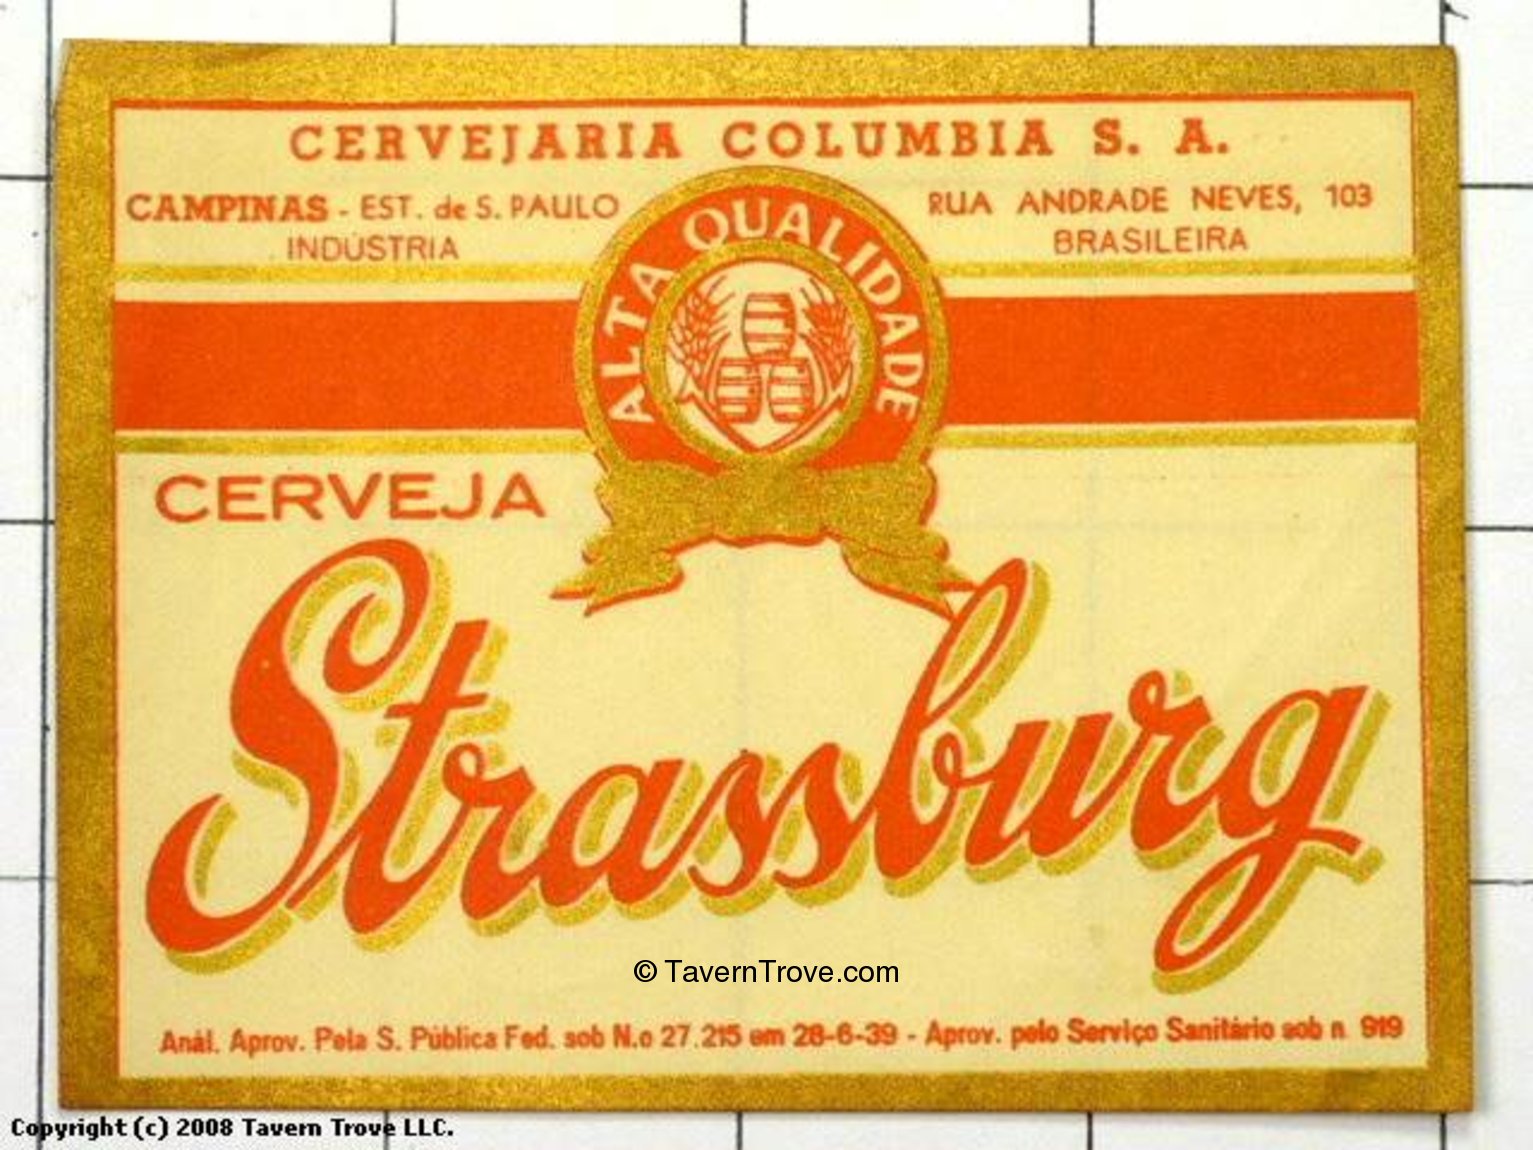 CERVEJARIA COLUMBIA S. A.
CAMPINAS - EST. de S. PAULO
INDÚSTRIA
RUA ANDRADE NEVES, 103
BRASILEIRA
ALTA QUALIDADE
CERVEJA
Strassburg
© TavernTrove.com
Anál. Aprov. Pela S. Pública Fed. sob N.o 27.215 em 28-6-39 - Aprov. pelo Serviço Sanitário sob n. 919
Copyright (c) 2008 Tavern Trove LLC.